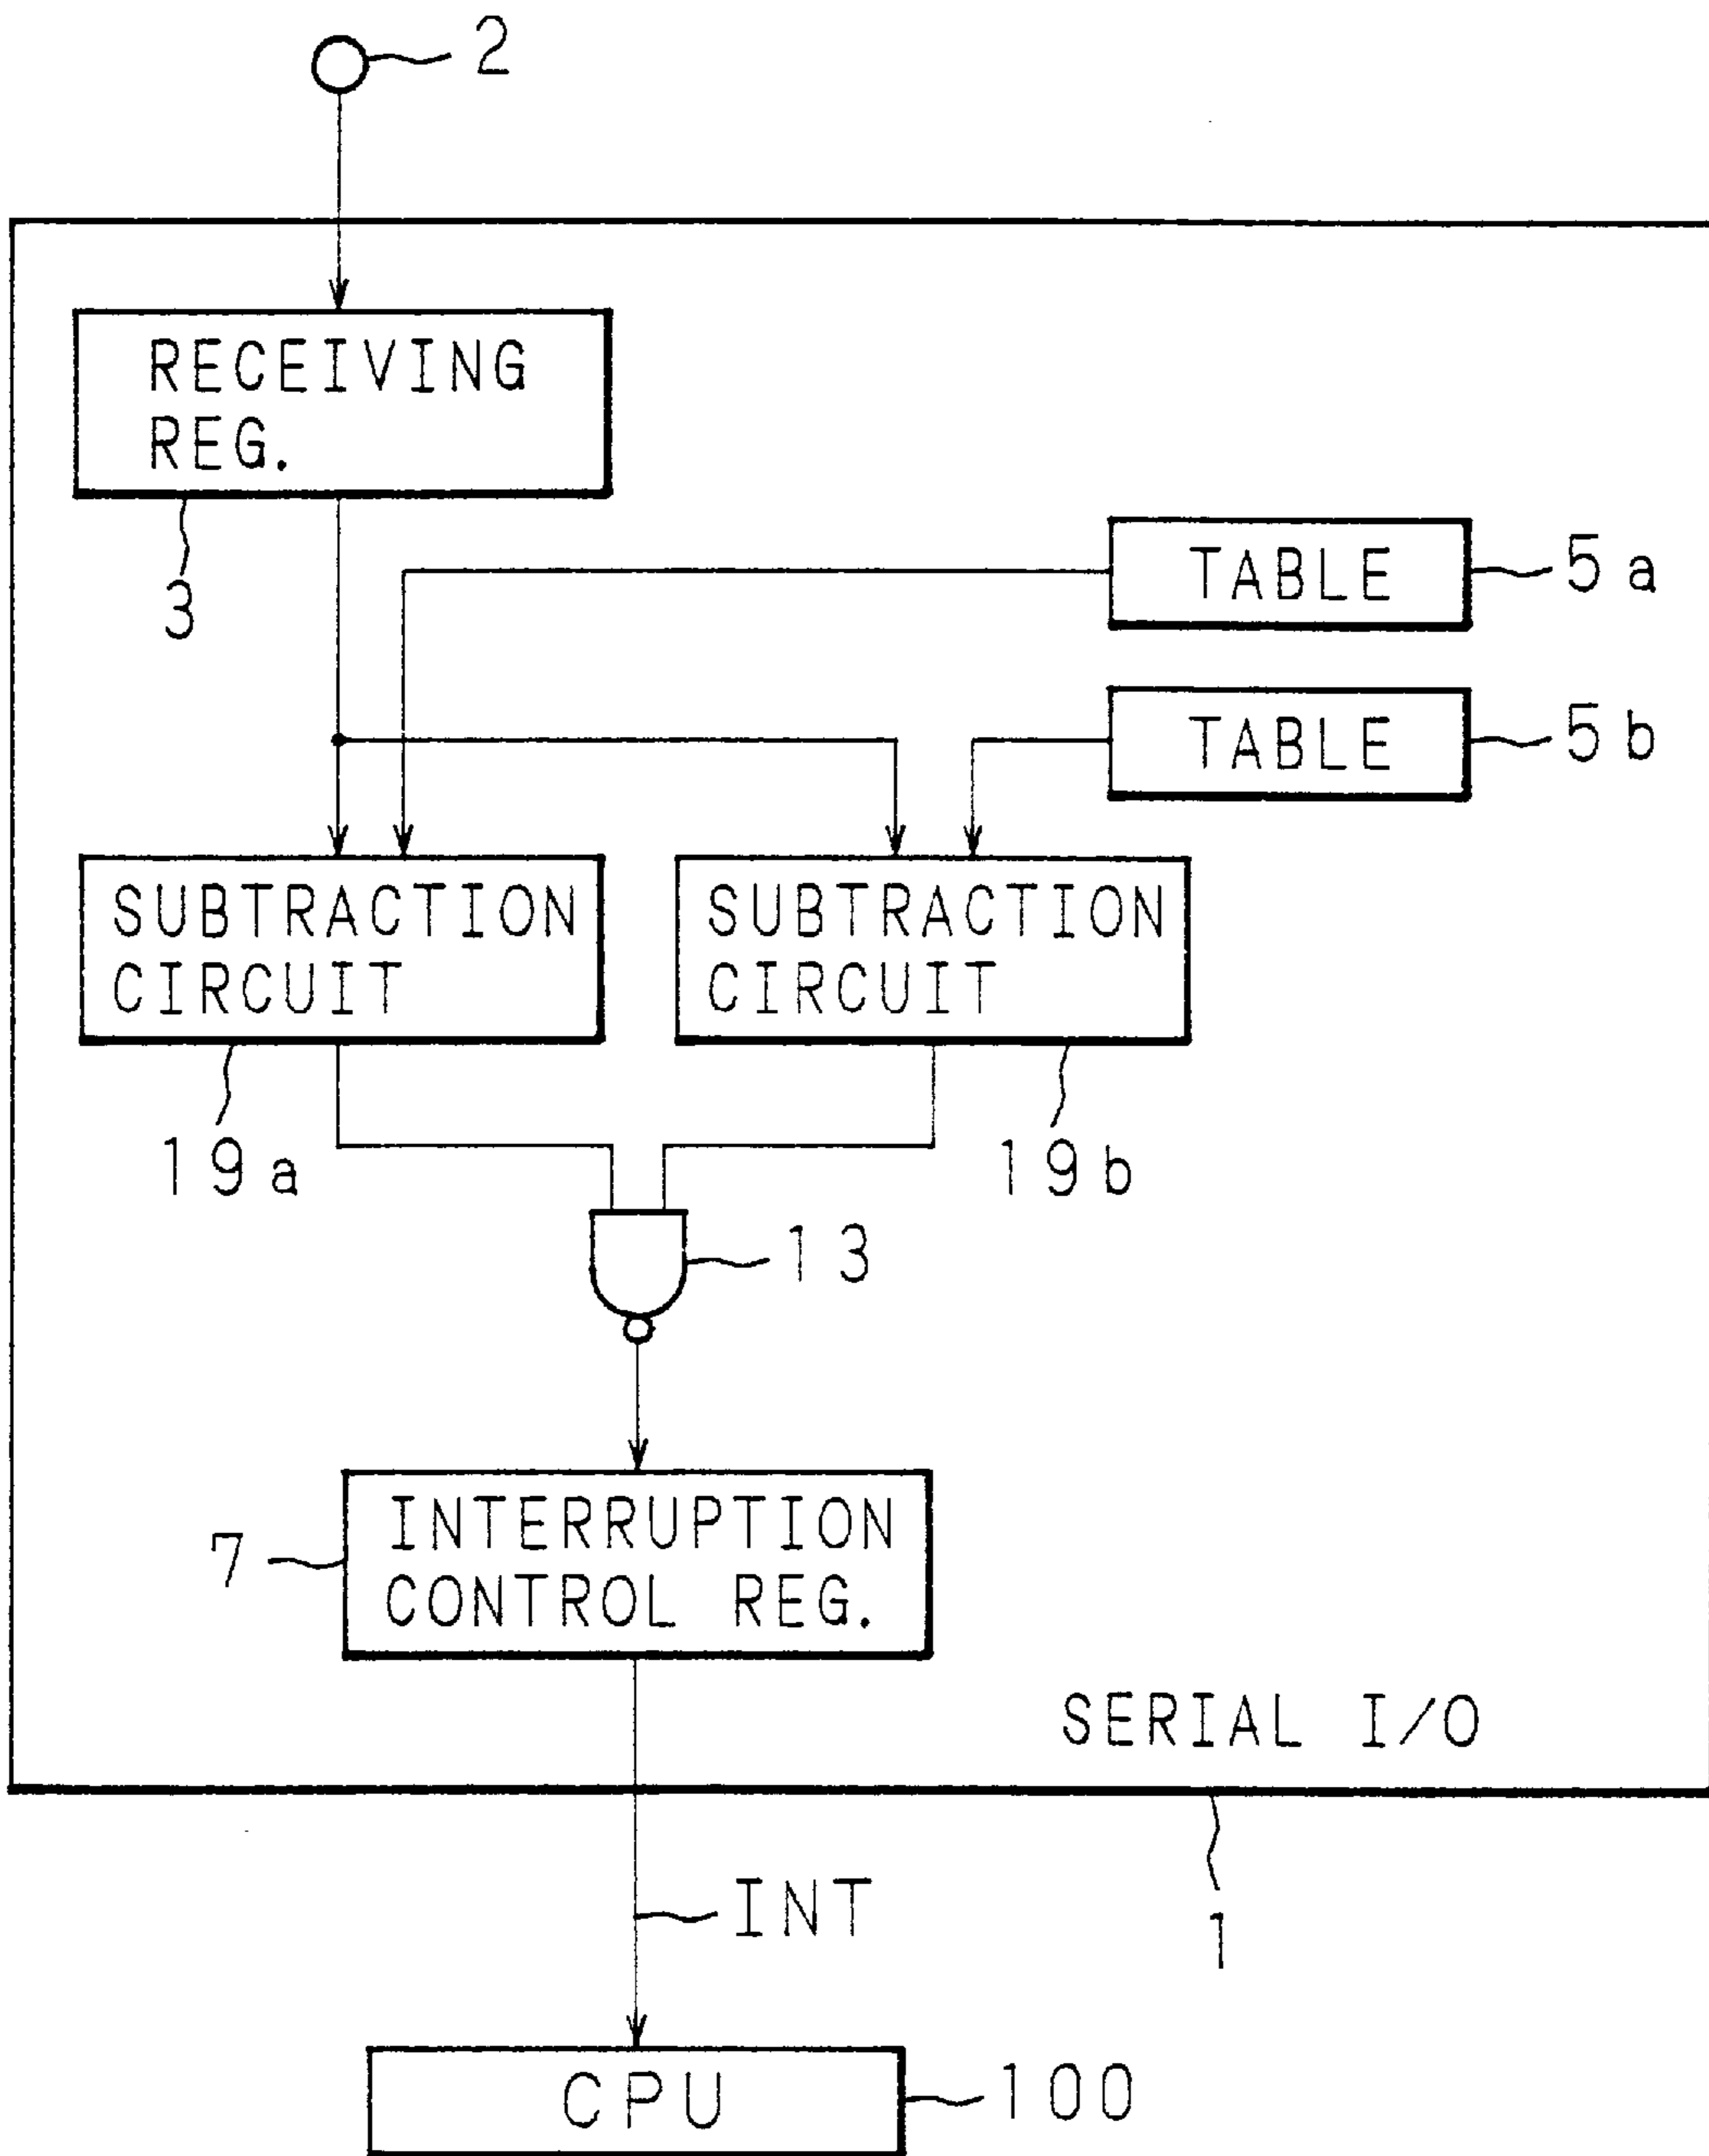 2
RECEIVING
REG.
3
TABLE
5a
TABLE
5b
SUBTRACTION
CIRCUIT
SUBTRACTION
CIRCUIT
19a
19b
13
INTERRUPTION
CONTROL REG.
7
SERIAL I/O
1
INT
CPU
100